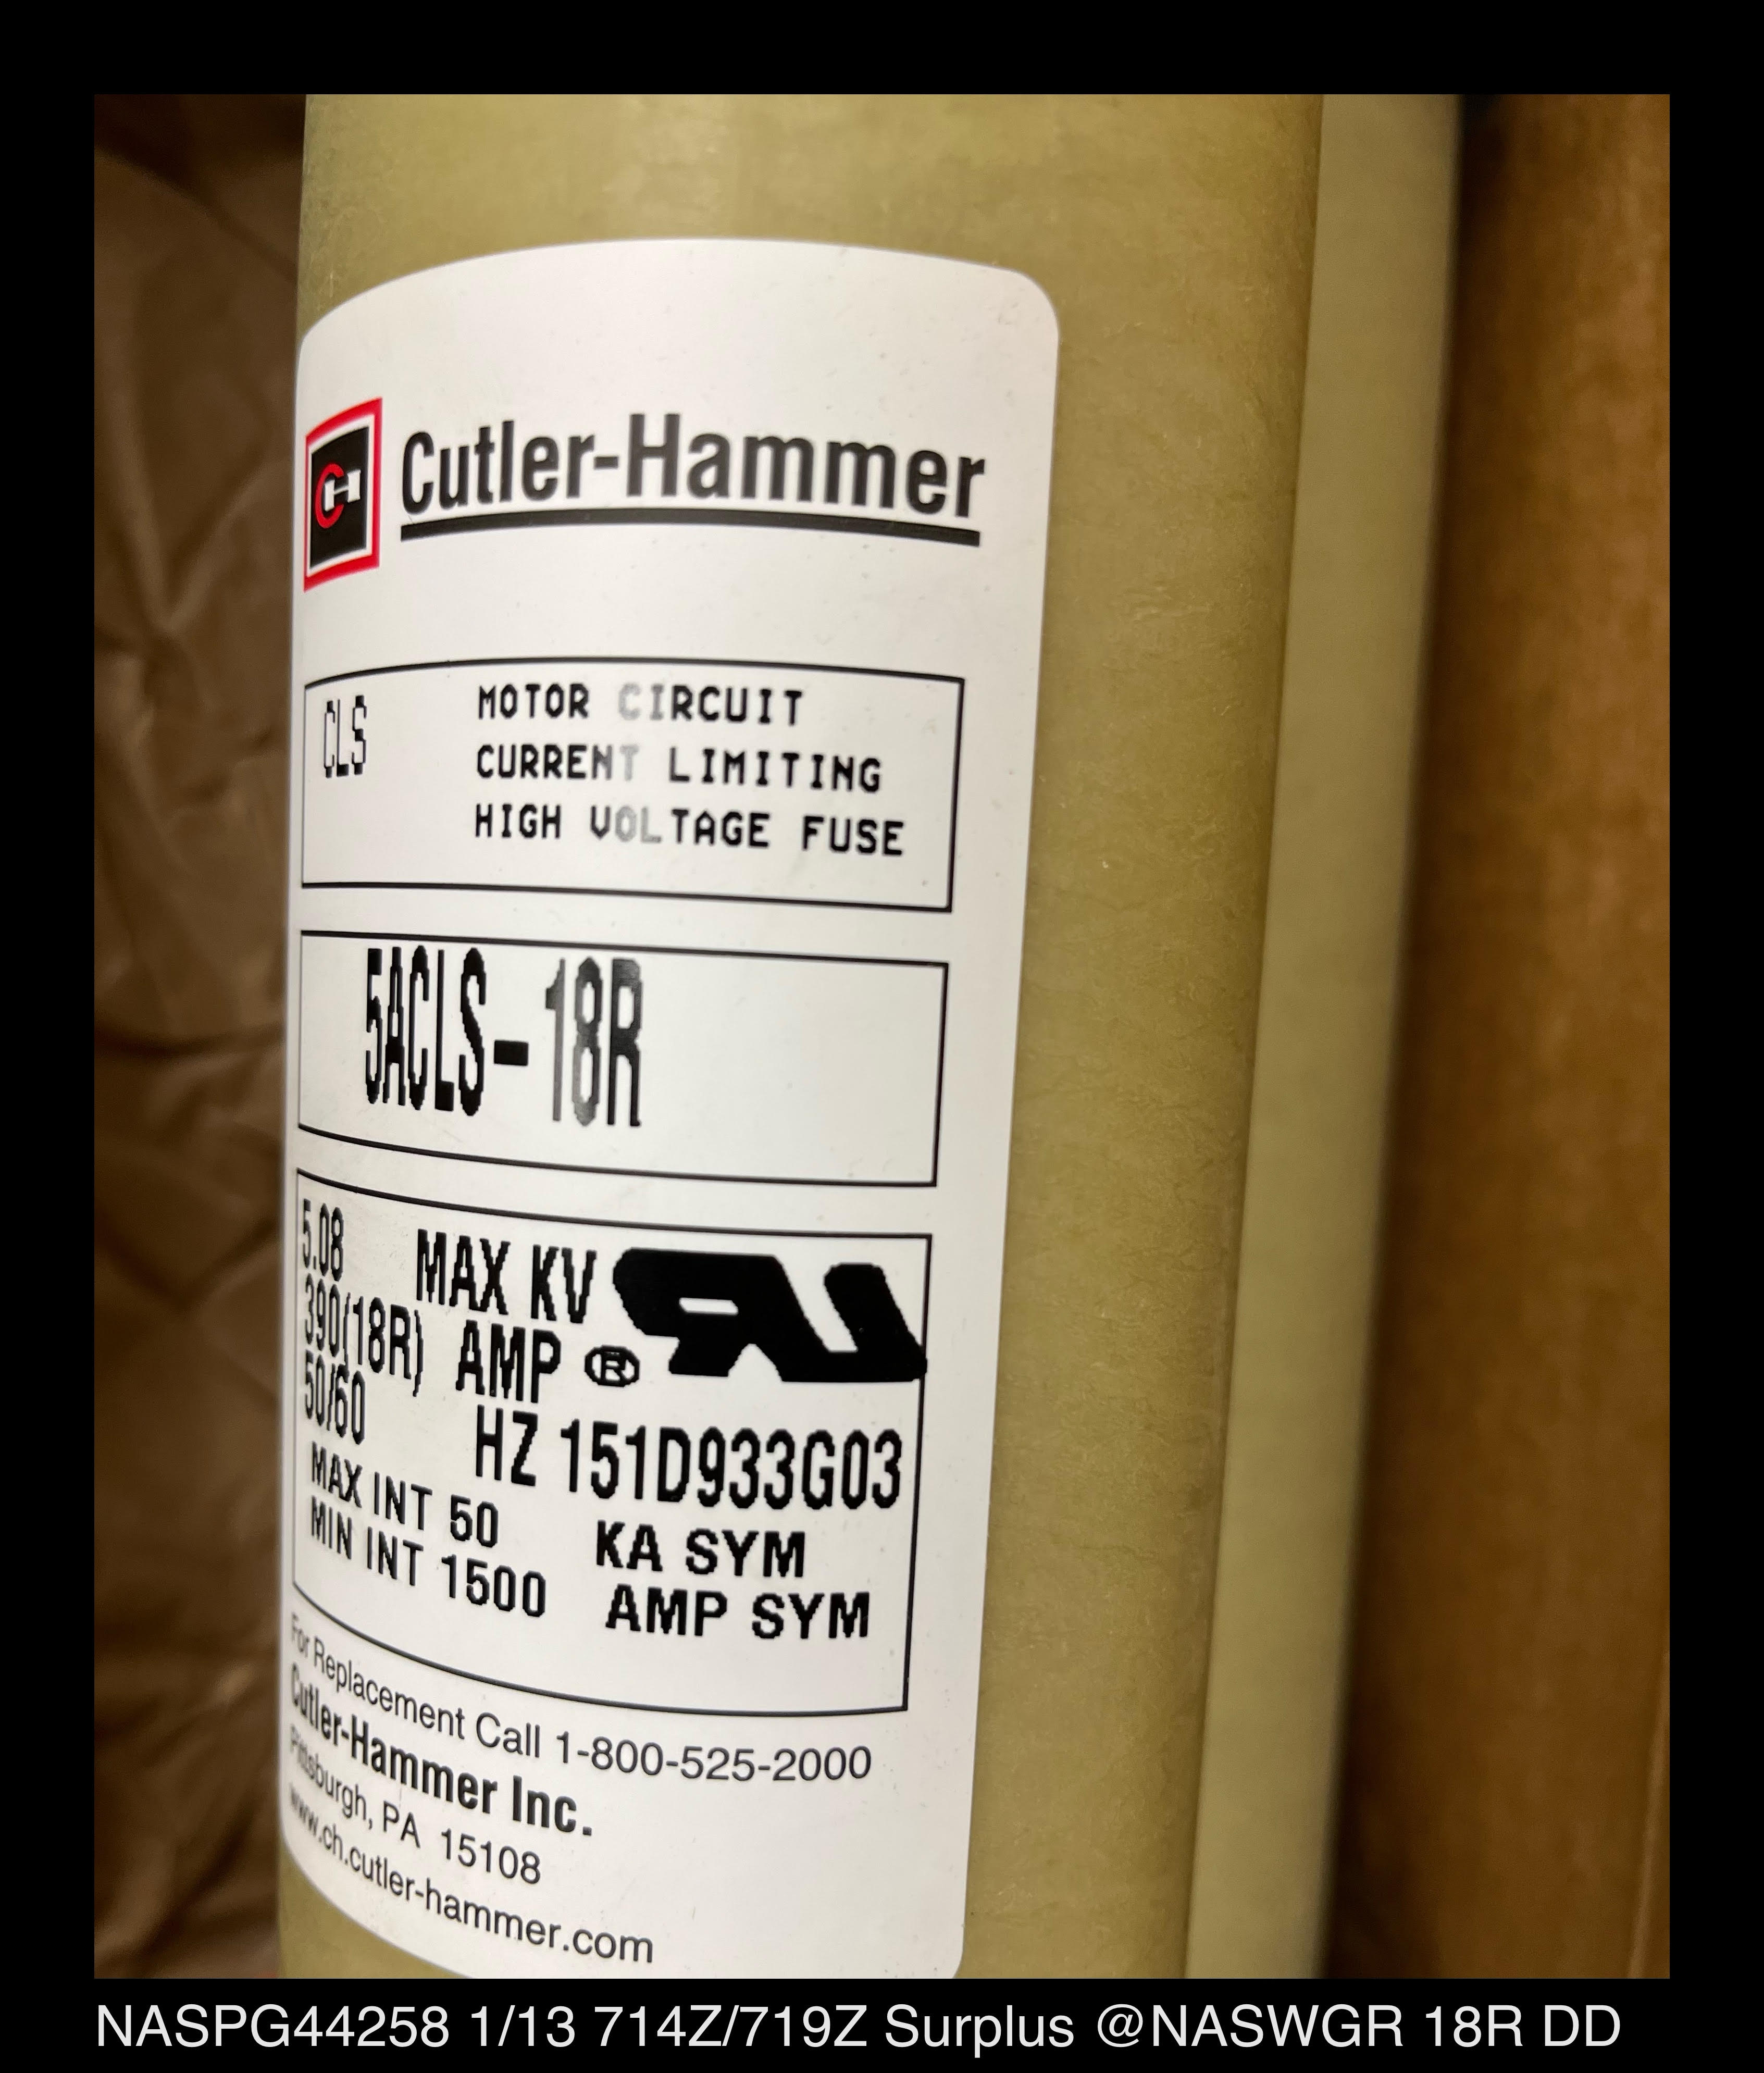 CH Cutler-Hammer
CLS
MOTOR CIRCUIT
CURRENT LIMITING
HIGH VOLTAGE FUSE
5ACLS-18R
5.08 MAX KV
390(18R) AMP ®
50/60 HZ 151D933G03
MAX INT 50 KA SYM
MIN INT 1500 AMP SYM
For Replacement Call 1-800-525-2000
Cutler-Hammer Inc.
Pittsburgh, PA 15108
www.ch.cutler-hammer.com
NASPG44258 1/13 714Z/719Z Surplus @NASWGR 18R DD